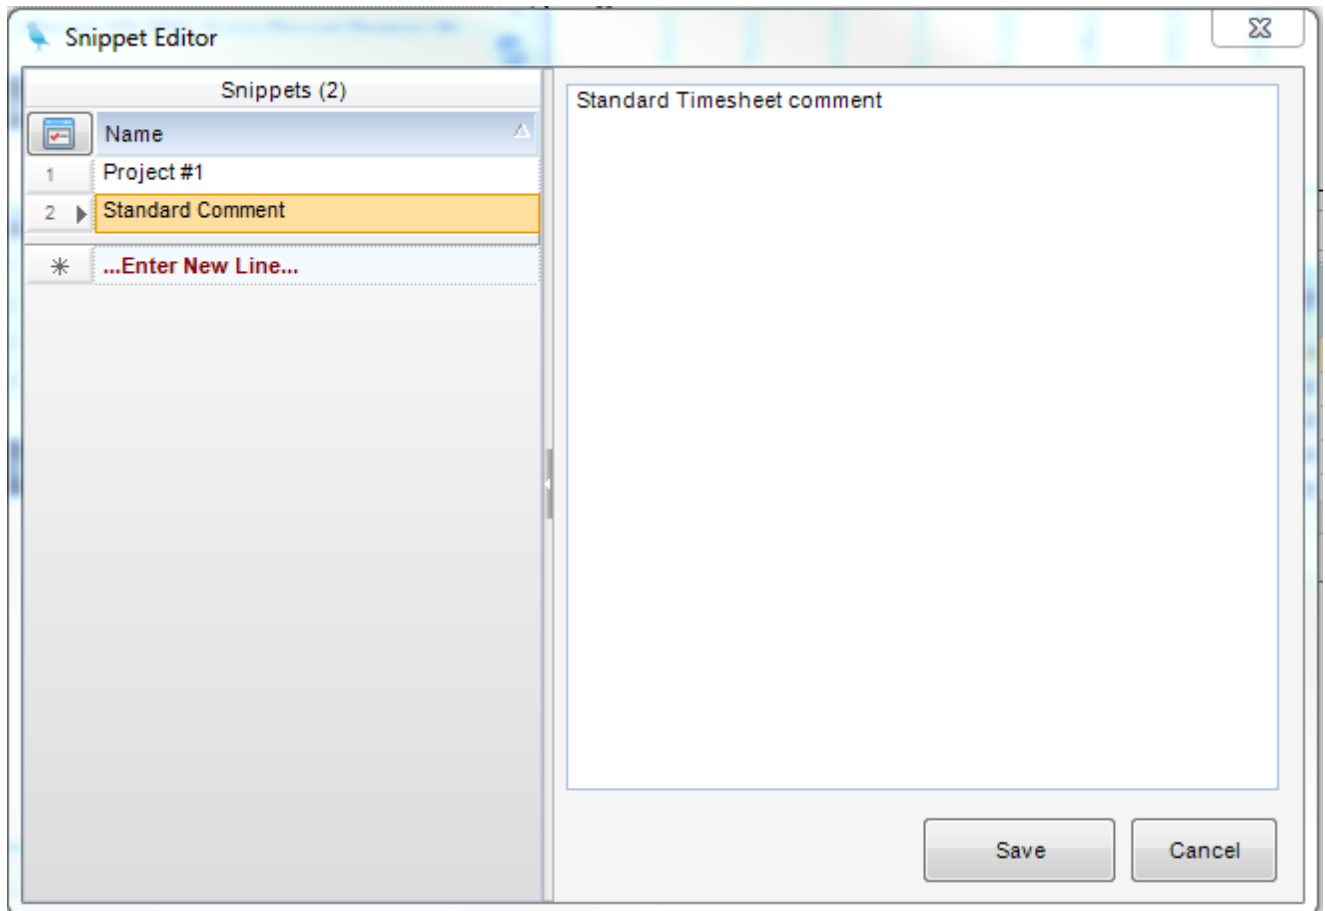 Snippet Editor
Snippets (2)
Name
1 Project #1
2 Standard Comment
...Enter New Line...
Standard Timesheet comment
Save
Cancel